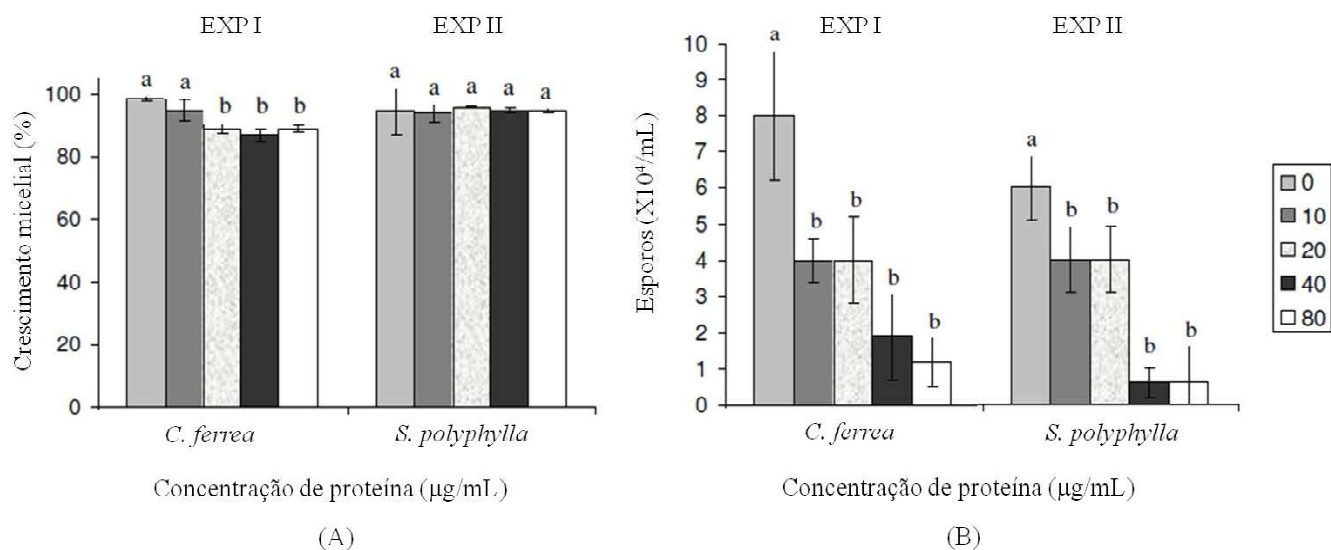 EXP I EXP II
Crescimento micelial (%)
100
80
60
40
20
0
a a b b b a a a a a
C. ferrea S. polyphylla
Concentração de proteína (μg/mL)
(A)
EXP I EXP II
Esporos (X10⁴/mL)
10
9
8
7
6
5
4
3
2
1
0
a b b b b a b b b b
C. ferrea S. polyphylla
Concentração de proteína (μg/mL)
(B)
0
10
20
40
80